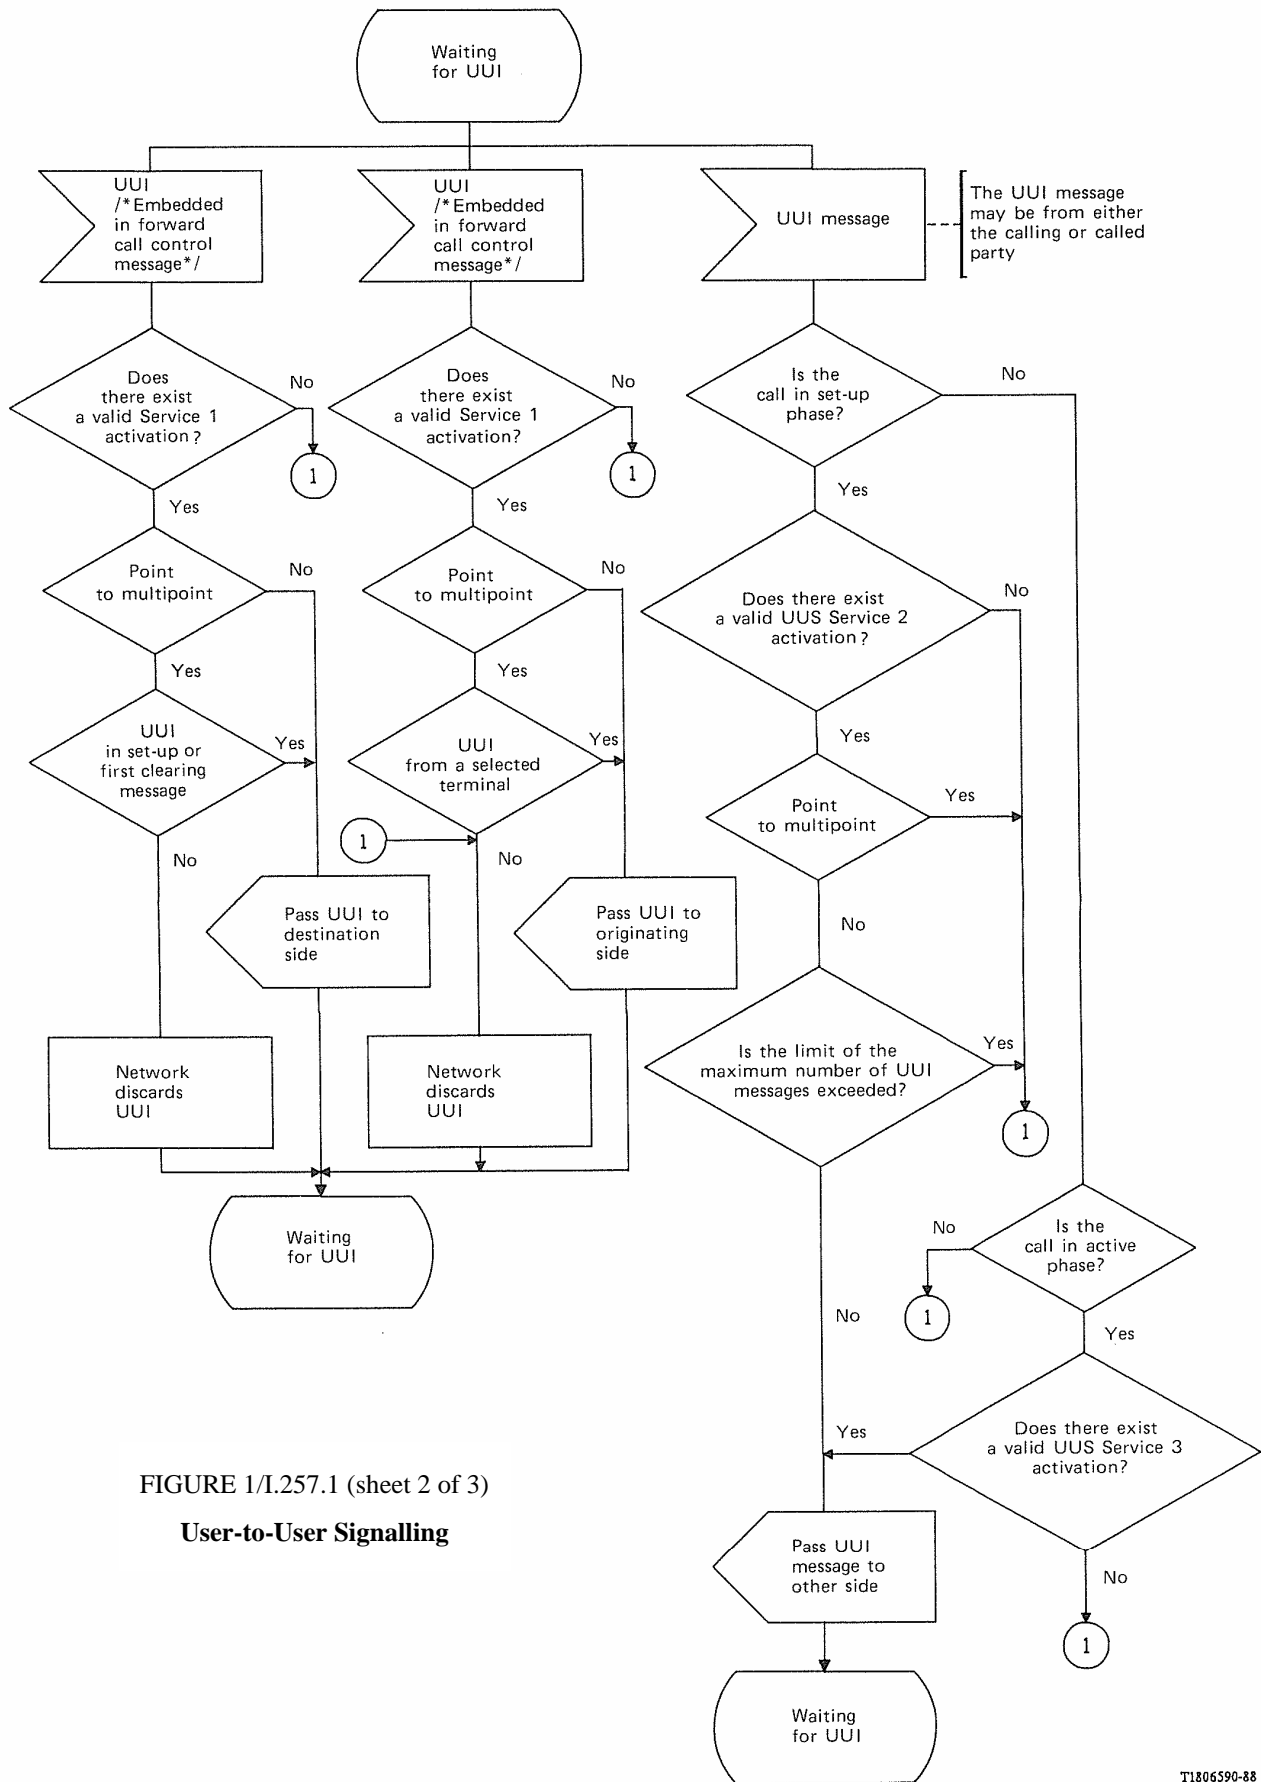 Waiting
for UUI
UUI
/*Embedded
in forward
call control
message*/
UUI
/*Embedded
in forward
call control
message*/
UUI message
The UUI message
may be from either
the calling or called
party
Does
there exist
a valid Service 1
activation?
No
1
Does
there exist
a valid Service 1
activation?
No
1
Is the
call in set-up
phase?
No
Yes
Yes
Yes
Point
to multipoint
No
Point
to multipoint
No
Does there exist
a valid UUS Service 2
activation?
No
Yes
Yes
Yes
UUI
in set-up or
first clearing
message
Yes
UUI
from a selected
terminal
Yes
Point
to multipoint
Yes
No
1
No
No
Pass UUI to
destination
side
Pass UUI to
originating
side
Network
discards
UUI
Network
discards
UUI
Is the limit of the
maximum number of UUI
messages exceeded?
Yes
1
Waiting
for UUI
No
Is the
call in active
phase?
No
1
Yes
Does there exist
a valid UUS Service 3
activation?
Yes
No
1
FIGURE 1/I.257.1 (sheet 2 of 3)
User-to-User Signalling
Pass UUI
message to
other side
Waiting
for UUI
T1806590-88